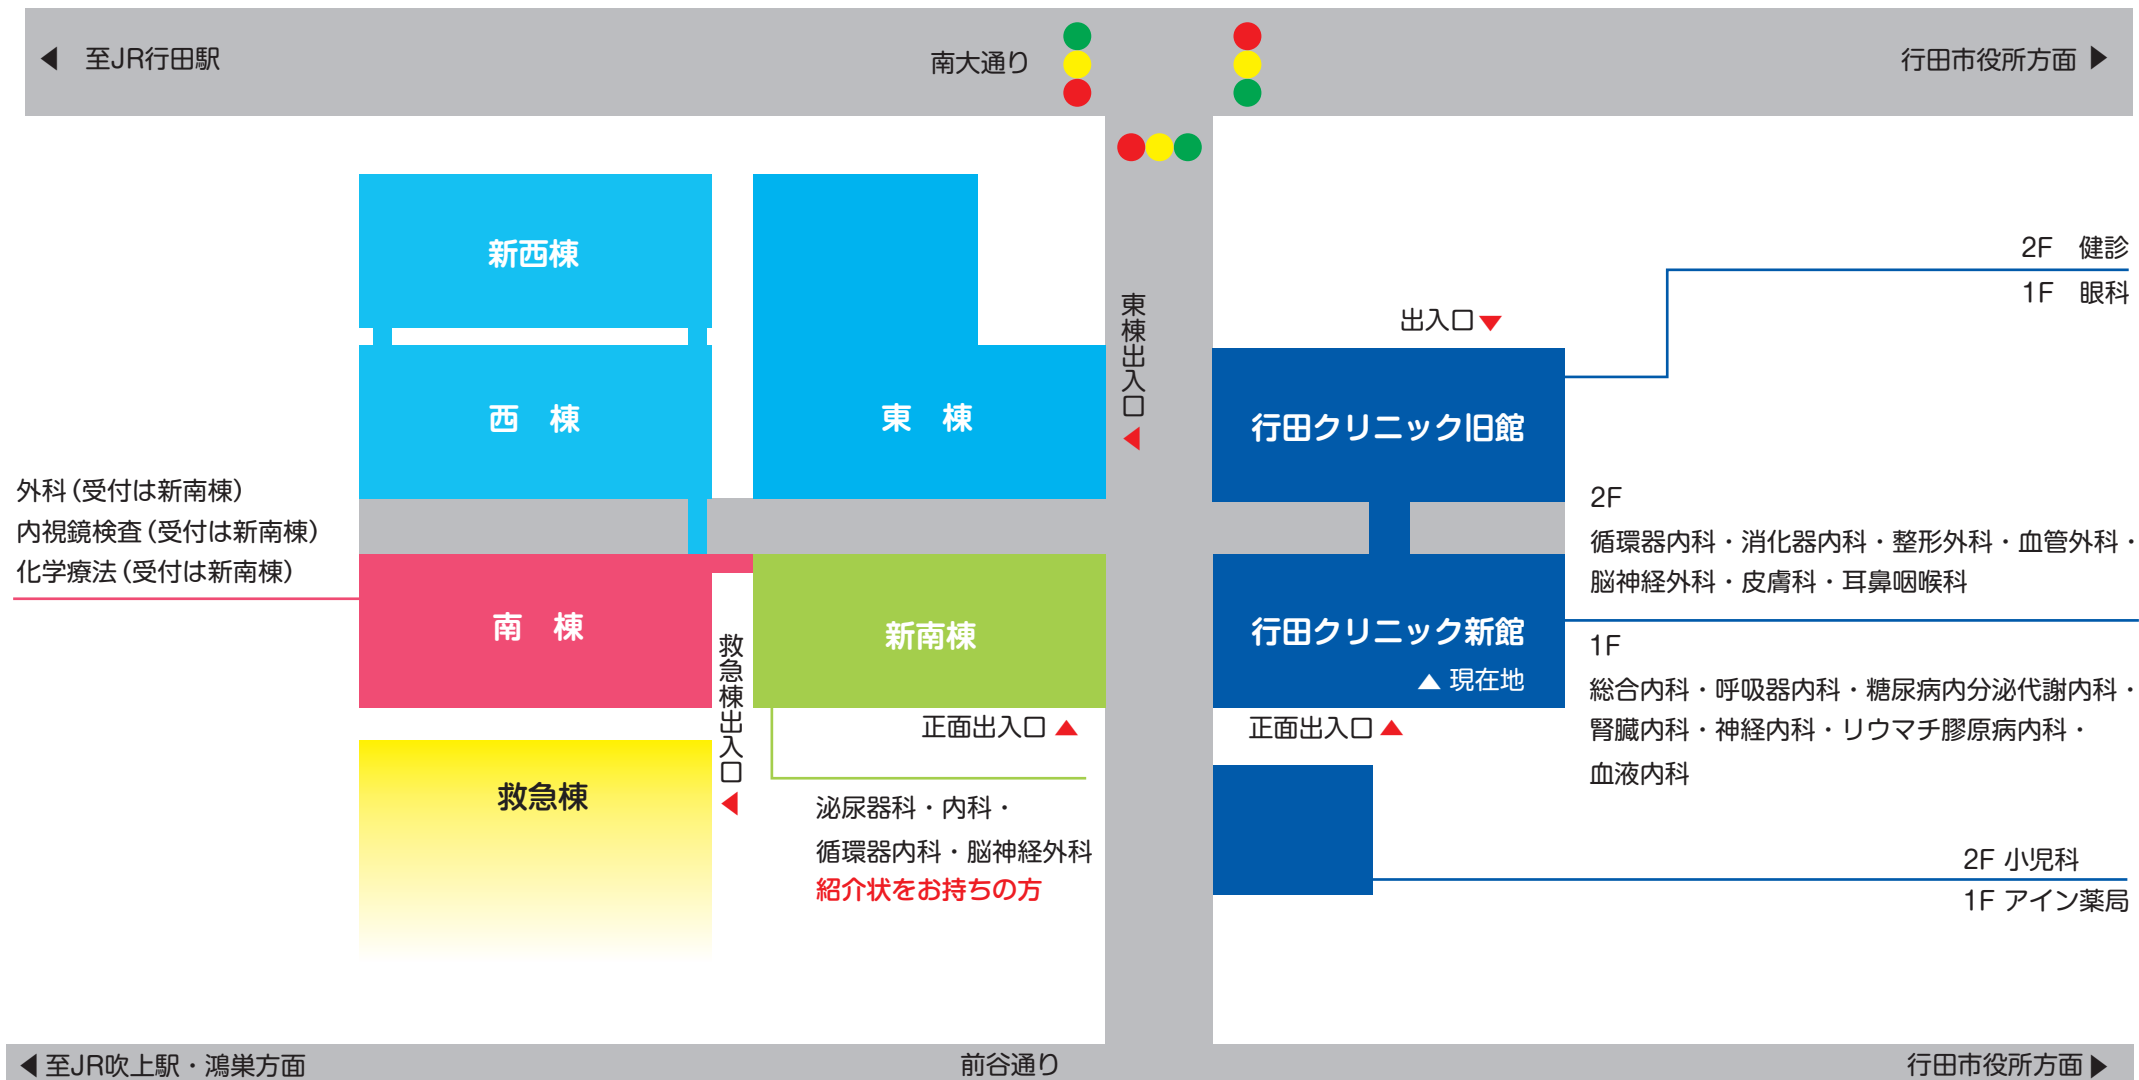 至JR行田駅
南大通り
行田市役所方面
新西棟
西 棟
東 棟
東棟出入口
外科(受付は新南棟)
内視鏡検査(受付は新南棟)
化学療法(受付は新南棟)
南 棟
新南棟
救急棟出入口
救急棟
正面出入口
泌尿器科・内科・
循環器内科・脳神経外科
紹介状をお持ちの方
2F 健診
1F 眼科
出入口
行田クリニック旧館
2F
循環器内科・消化器内科・整形外科・血管外科・
脳神経外科・皮膚科・耳鼻咽喉科
行田クリニック新館
現在地
正面出入口
1F
総合内科・呼吸器内科・糖尿病内分泌代謝内科・
腎臓内科・神経内科・リウマチ膠原病内科・
血液内科
2F 小児科
1F アイン薬局
至JR吹上駅・鴻巣方面
前谷通り
行田市役所方面